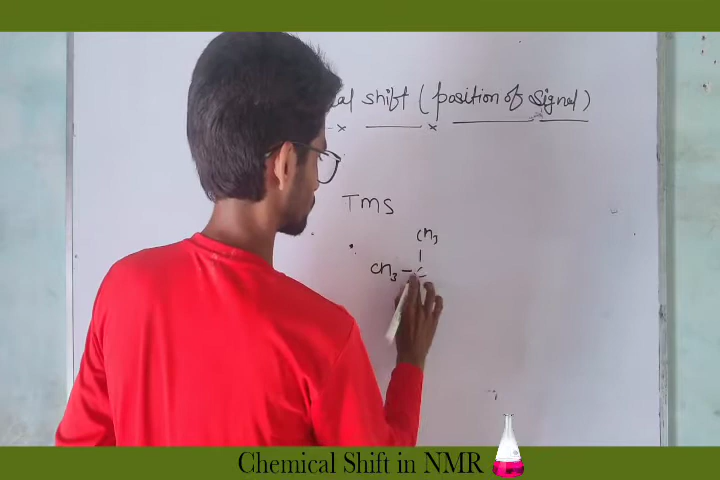 al shift (position of signal)
TMS
CH3
CH3 - C
Chemical Shift in NMR